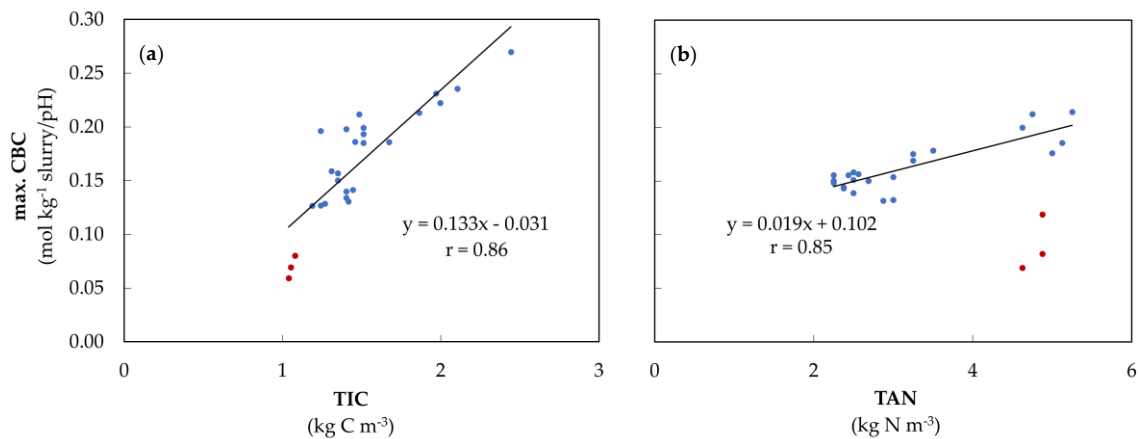 max. CBC
(mol kg⁻¹ slurry/pH)
0.30
0.25
0.20
0.15
0.10
0.05
0.00
(a)
y = 0.133x - 0.031
r = 0.86
0
1
2
3
TIC
(kg C m⁻³)
(b)
y = 0.019x + 0.102
r = 0.85
0
2
4
6
TAN
(kg N m⁻³)